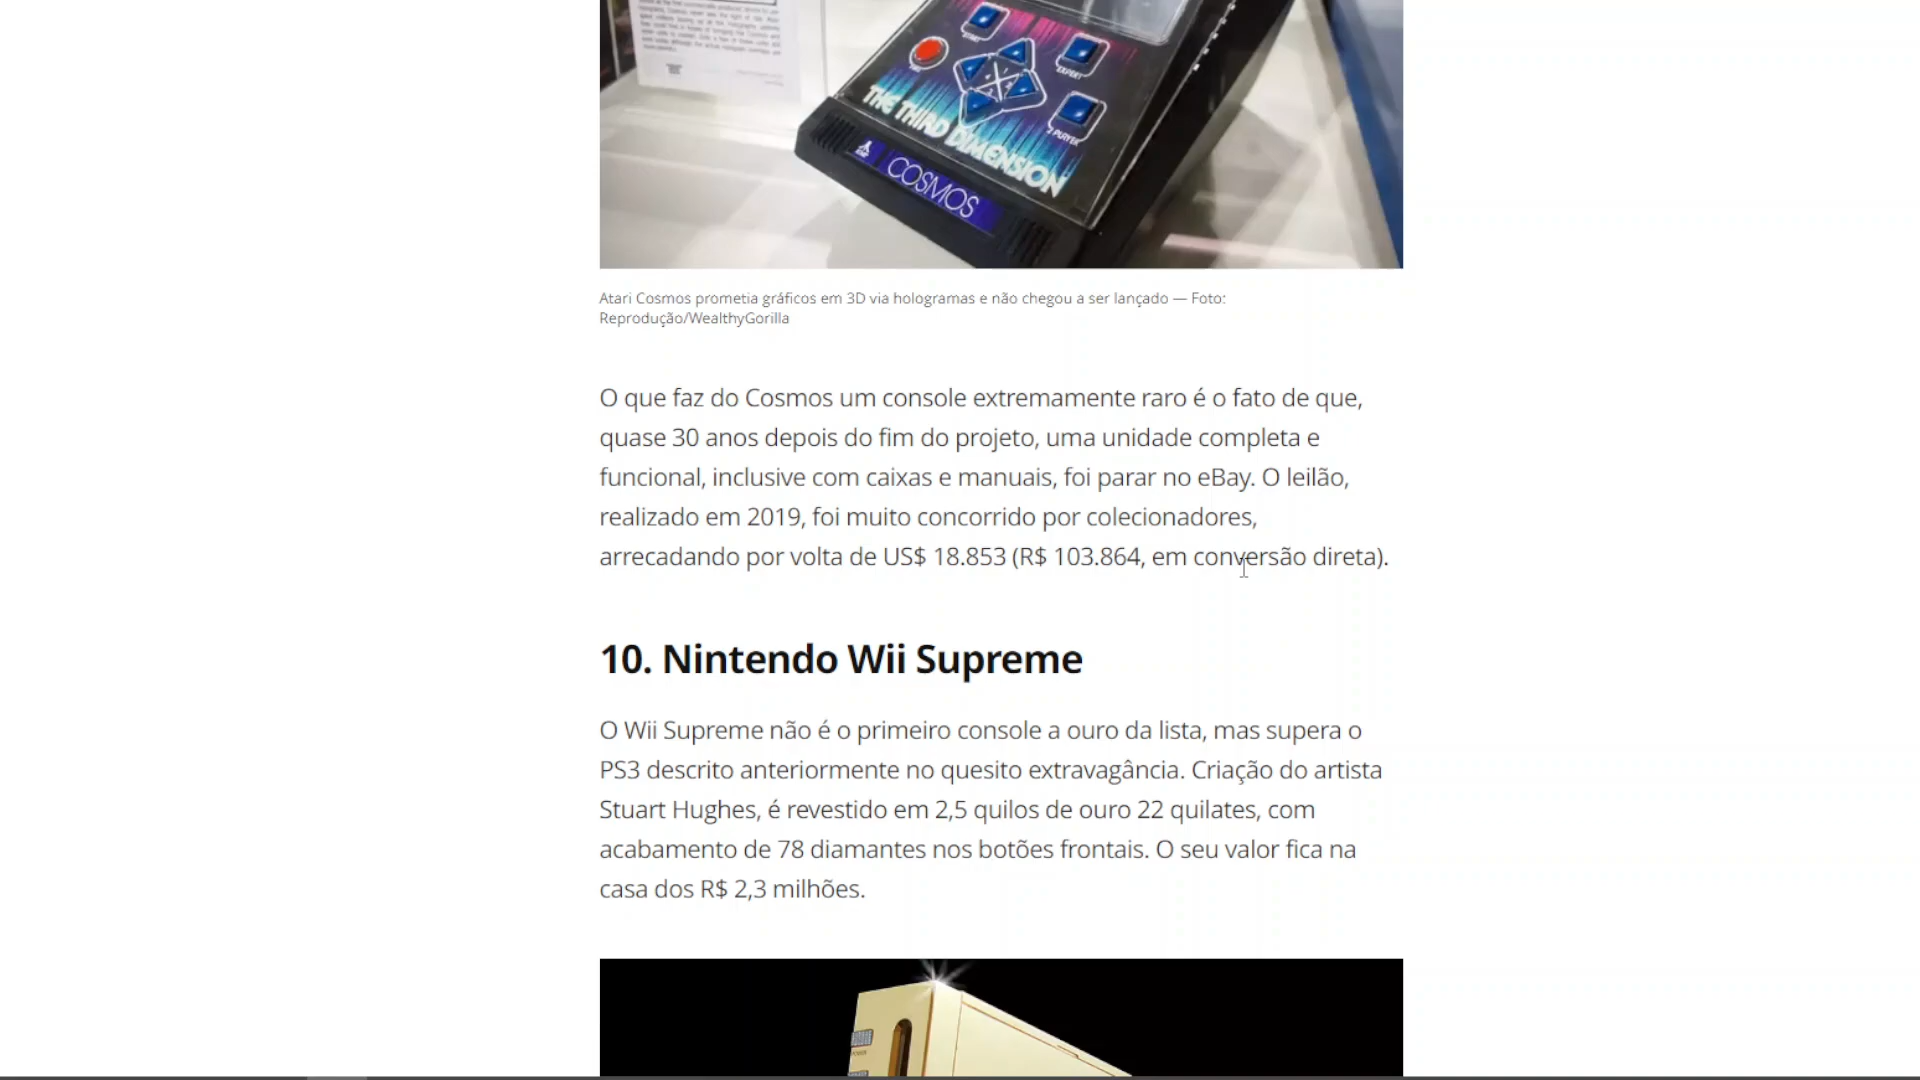 START
EXPERT
2 PLAYER
THE THIRD DIMENSION
COSMOS
Atari Cosmos prometia gráficos em 3D via hologramas e não chegou a ser lançado — Foto:
Reprodução/WealthyGorilla
O que faz do Cosmos um console extremamente raro é o fato de que,
quase 30 anos depois do fim do projeto, uma unidade completa e
funcional, inclusive com caixas e manuais, foi parar no eBay. O leilão,
realizado em 2019, foi muito concorrido por colecionadores,
arrecadando por volta de US$ 18.853 (R$ 103.864, em conversão direta).
10. Nintendo Wii Supreme
O Wii Supreme não é o primeiro console a ouro da lista, mas supera o
PS3 descrito anteriormente no quesito extravagância. Criação do artista
Stuart Hughes, é revestido em 2,5 quilos de ouro 22 quilates, com
acabamento de 78 diamantes nos botões frontais. O seu valor fica na
casa dos R$ 2,3 milhões.
POWER